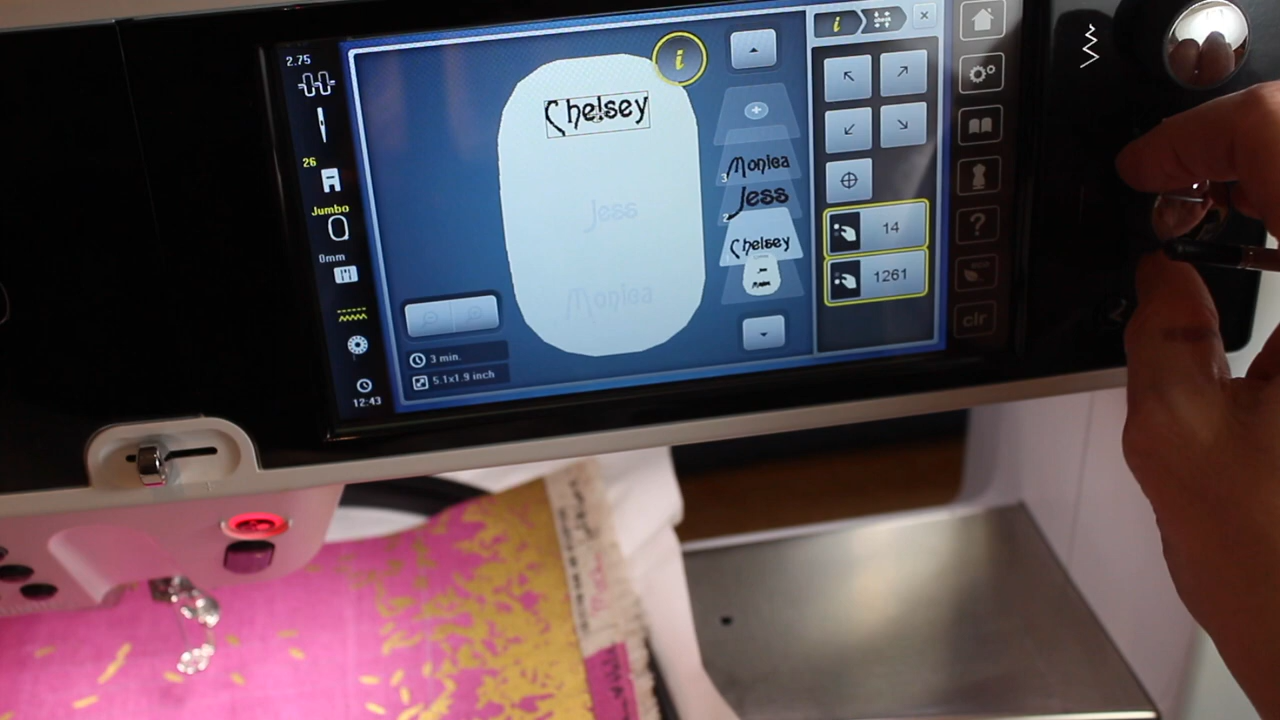 2.75
26
Jumbo
0mm
12:43
Chelsey
Jess
Monica
3 min.
5.1x1.9 inch
i
3
Monica
2
Jess
Chelsey
i
14
1261
?
clr